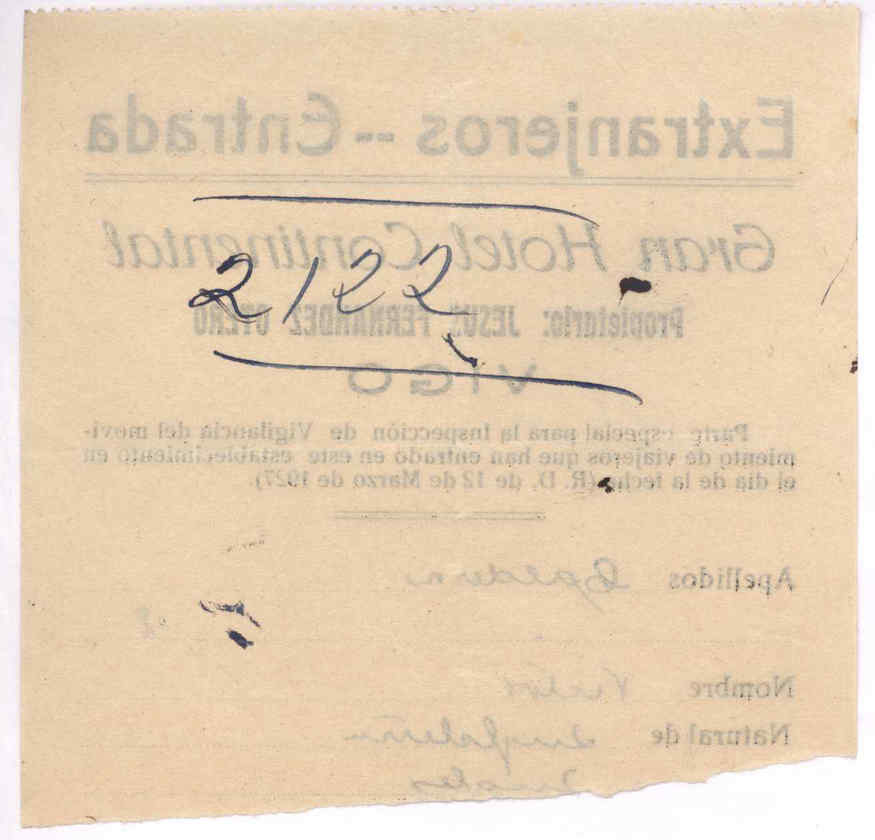 Extranjeros -- Entrada
Gran Hotel Continental
2122
Propietario: JESUS FERNANDEZ OTERO
VIGO
Parte especial para la Inspección de Vigilancia del movi-
miento de viajeros que han entrado en este establecimiento en
el día de la fecha (R. D. de 12 de Marzo de 1927).
Apellidos
Nombre Victor
Natural de Inglaterra